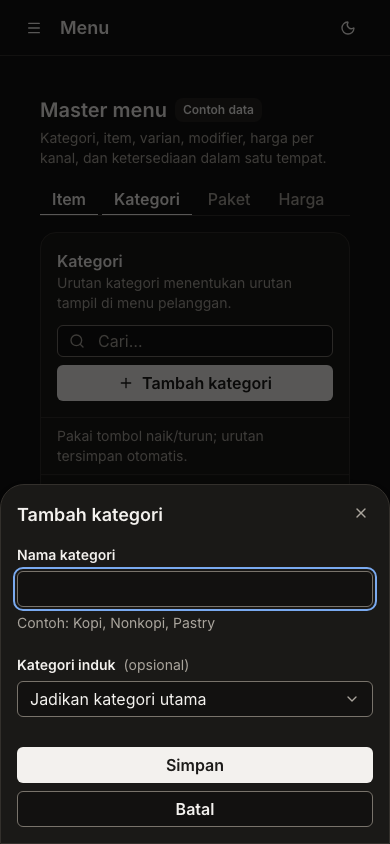 Menu
Master menu
Contoh data
Kategori, item, varian, modifier, harga per
kanal, dan ketersediaan dalam satu tempat.
Item
Kategori
Paket
Harga
Kategori
Urutan kategori menentukan urutan
tampil di menu pelanggan.
Cari...
+ Tambah kategori
Pakai tombol naik/turun; urutan
tersimpan otomatis.
Tambah kategori
Nama kategori
Contoh: Kopi, Nonkopi, Pastry
Kategori induk (opsional)
Jadikan kategori utama
Simpan
Batal